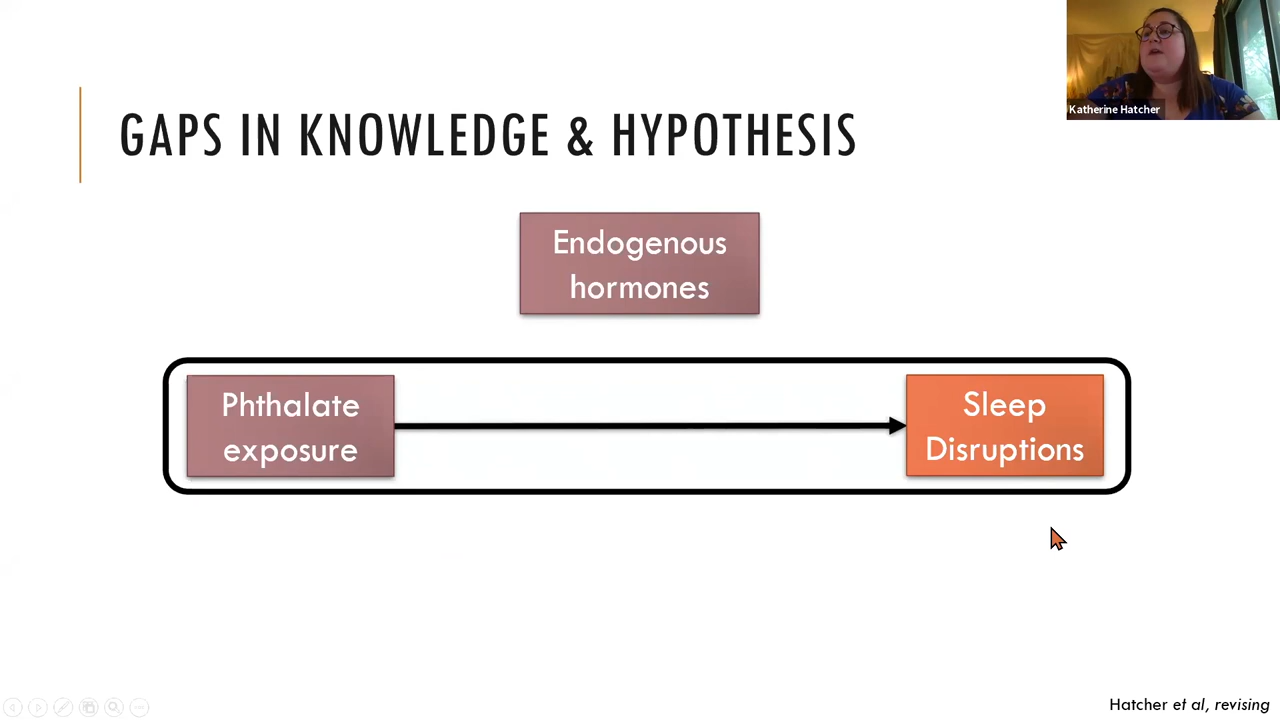 Katherine Hatcher
GAPS IN KNOWLEDGE & HYPOTHESIS
Endogenous
hormones
Phthalate
exposure
Sleep
Disruptions
Hatcher et al, revising